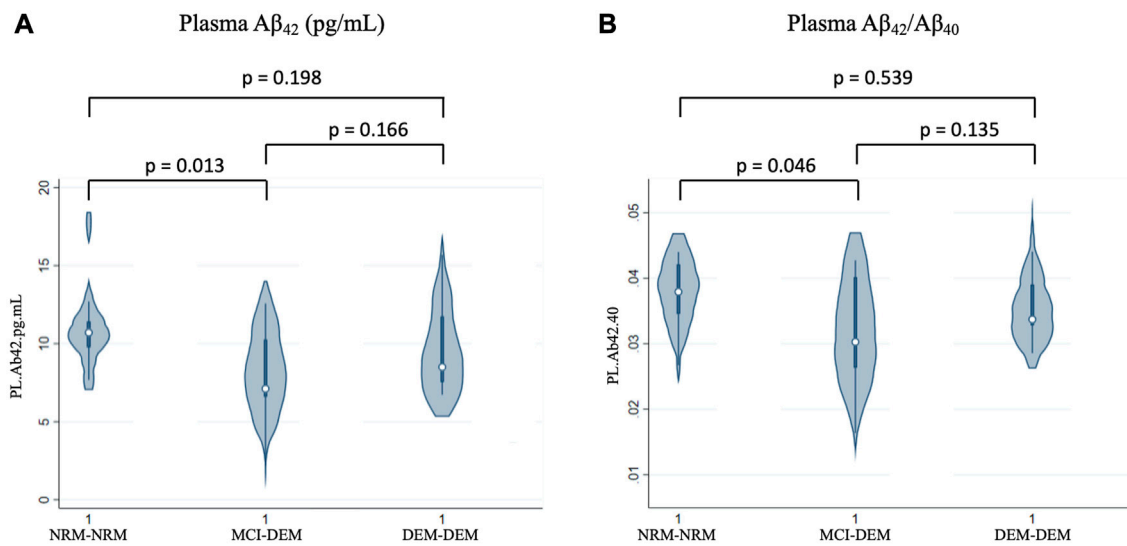 A
Plasma Aβ₄₂ (pg/mL)
p = 0.198
p = 0.166
p = 0.013
PL.Ab42.pg.mL
20
15
10
5
0
1
1
1
NRM-NRM
MCI-DEM
DEM-DEM
B
Plasma Aβ₄₂/Aβ₄₀
p = 0.539
p = 0.135
p = 0.046
PL.Ab42.40
.05
.04
.03
.02
.01
1
1
1
NRM-NRM
MCI-DEM
DEM-DEM